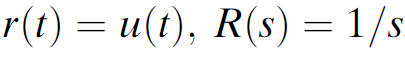 r(t) = u(t), R(s) = 1/s